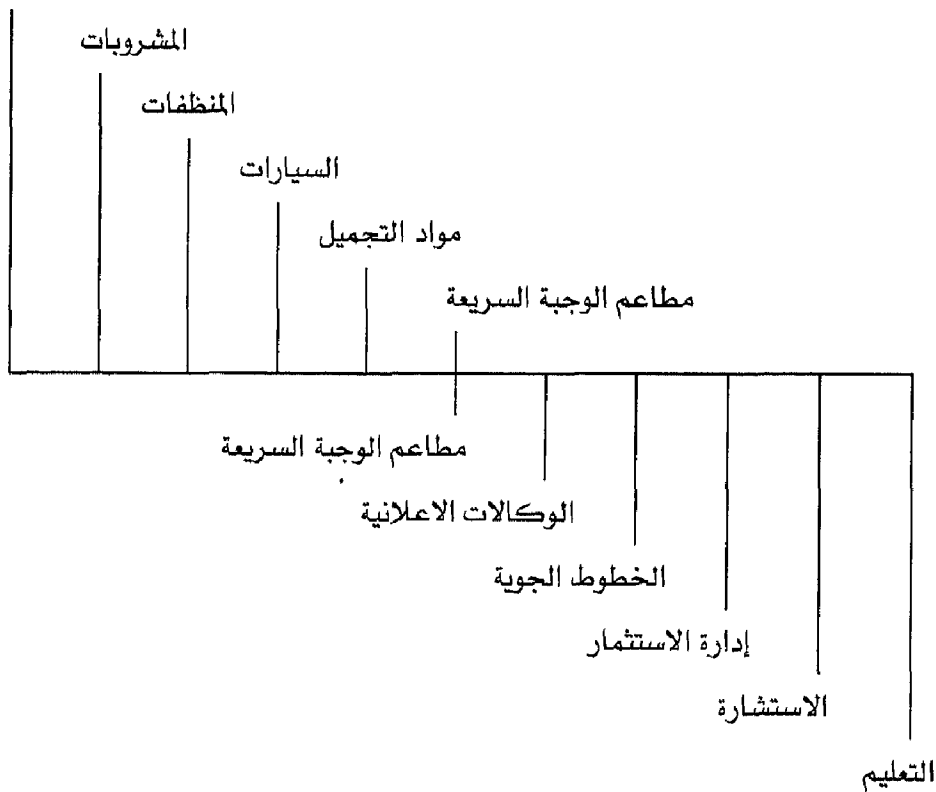 المشروبات
المنظفات
السيارات
مواد التجميل
مطاعم الوجبة السريعة
مطاعم الوجبة السريعة
الوكالات الاعلانية
الخطوط الجوية
إدارة الاستثمار
الاستشارة
التعليم